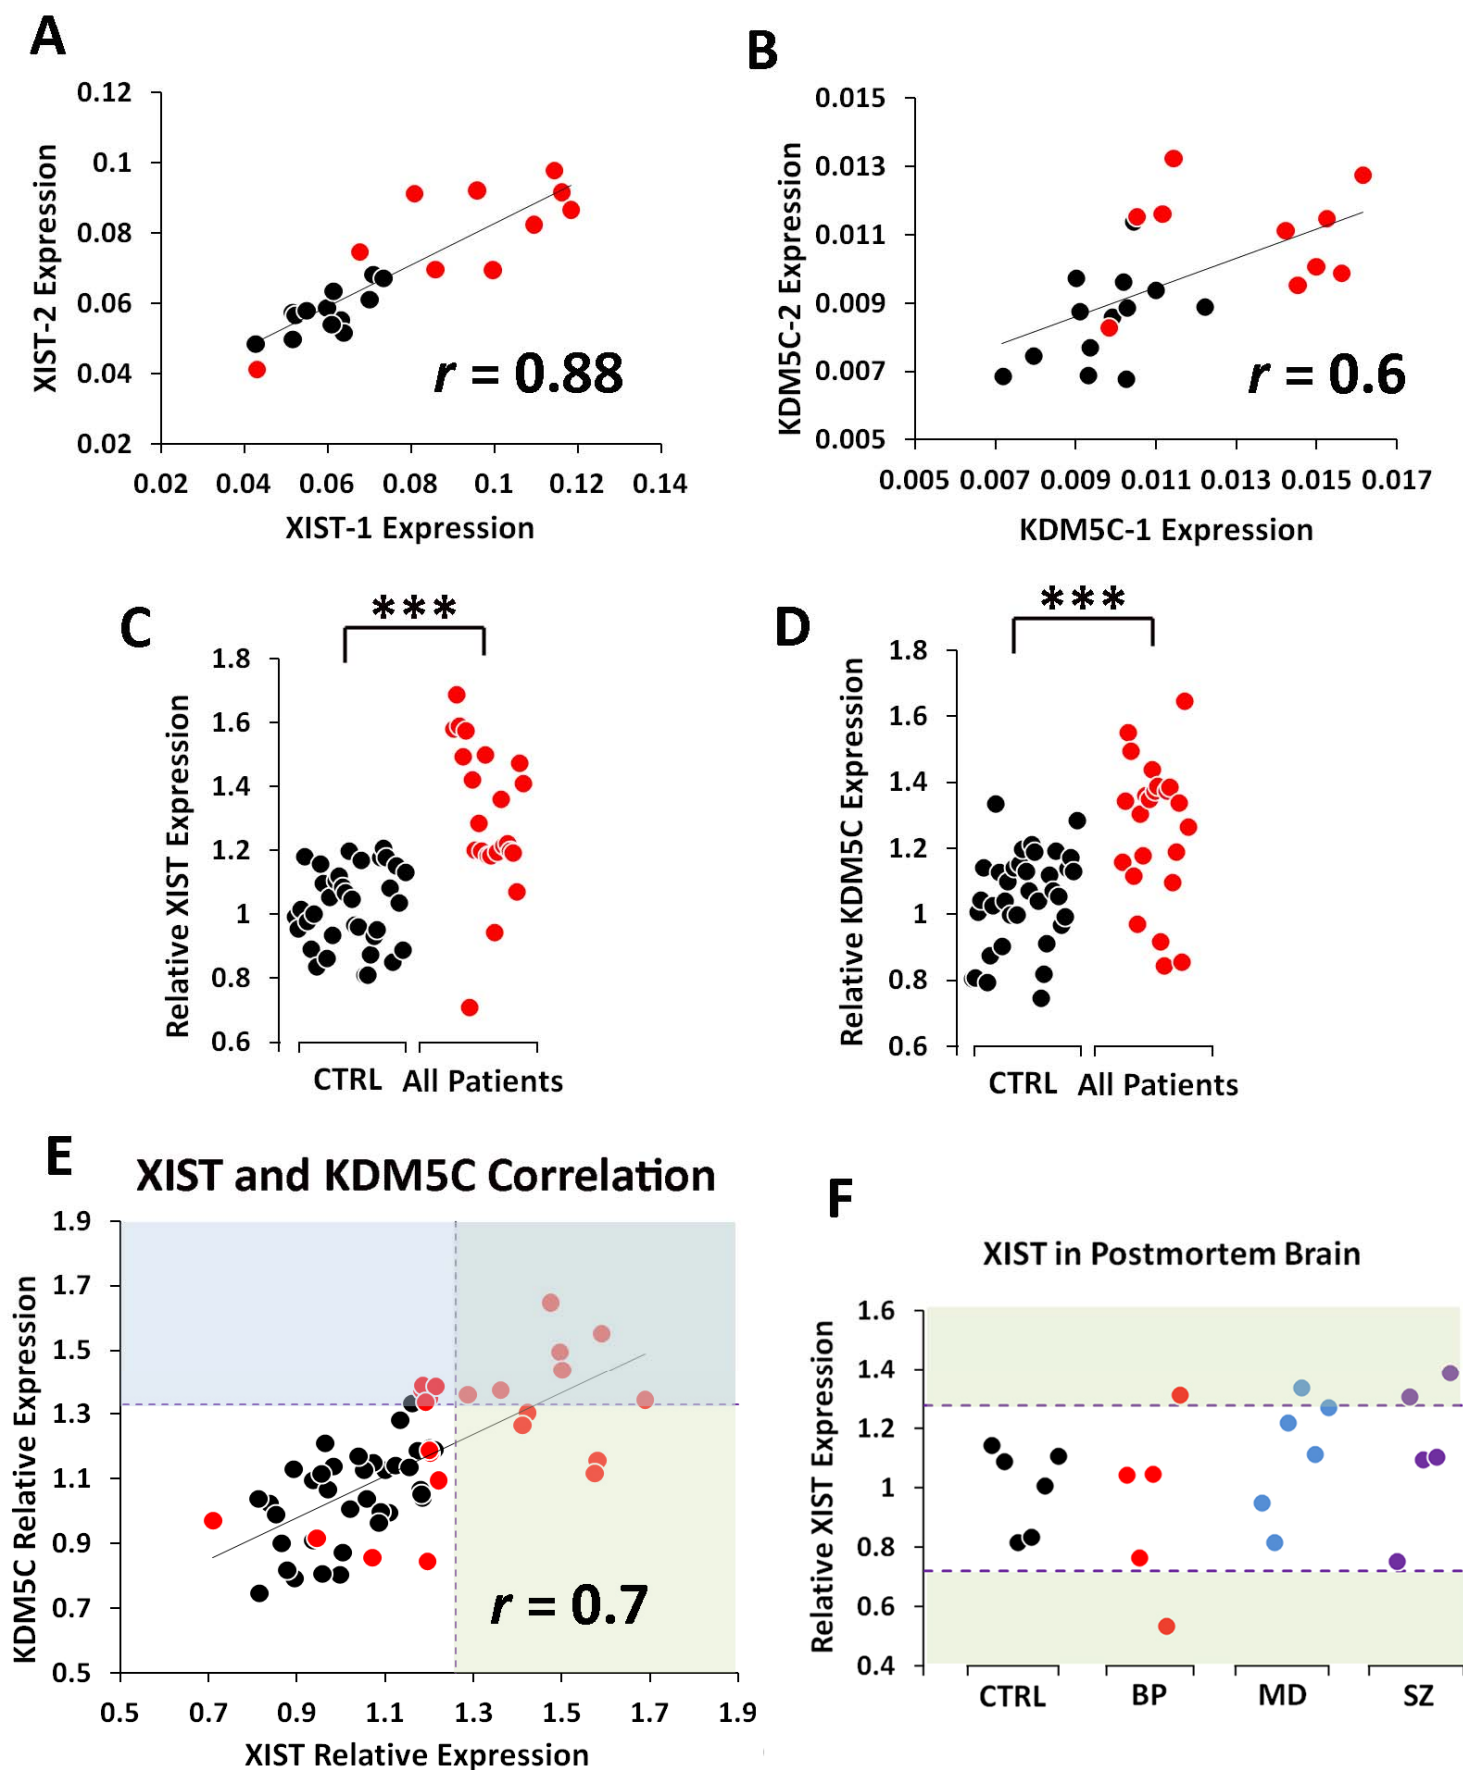 A
0.12
0.1
0.08
0.06
0.04
0.02
XIST-2 Expression
r = 0.88
0.02 0.04 0.06 0.08 0.1 0.12 0.14
XIST-1 Expression
B
0.015
0.013
0.011
0.009
0.007
0.005
KDM5C-2 Expression
r = 0.6
0.005 0.007 0.009 0.011 0.013 0.015 0.017
KDM5C-1 Expression
C
***
1.8
1.6
1.4
1.2
1
0.8
0.6
Relative XIST Expression
CTRL All Patients
D
***
1.8
1.6
1.4
1.2
1
0.8
0.6
Relative KDM5C Expression
CTRL All Patients
E
XIST and KDM5C Correlation
1.9
1.7
1.5
1.3
1.1
0.9
0.7
0.5
KDM5C Relative Expression
r = 0.7
0.5 0.7 0.9 1.1 1.3 1.5 1.7 1.9
XIST Relative Expression
F
XIST in Postmortem Brain
1.6
1.4
1.2
1
0.8
0.6
0.4
Relative XIST Expression
CTRL BP MD SZ